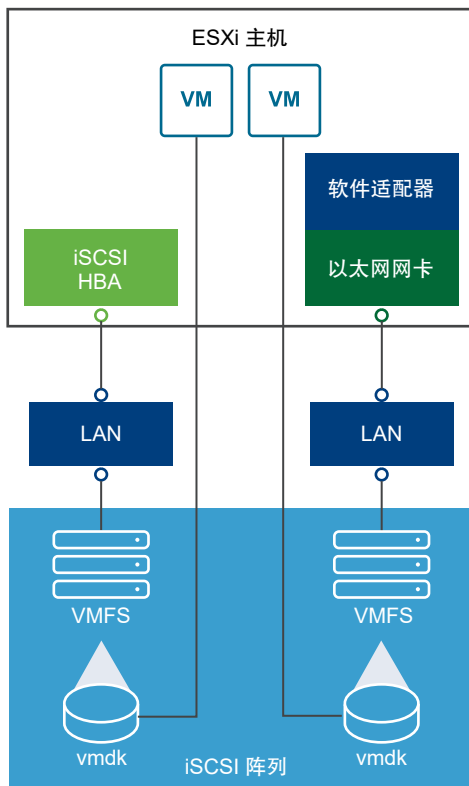 ESXi 主机
VM
VM
软件适配器
iSCSI
HBA
以太网网卡
LAN
LAN
VMFS
VMFS
vmdk
vmdk
iSCSI 阵列